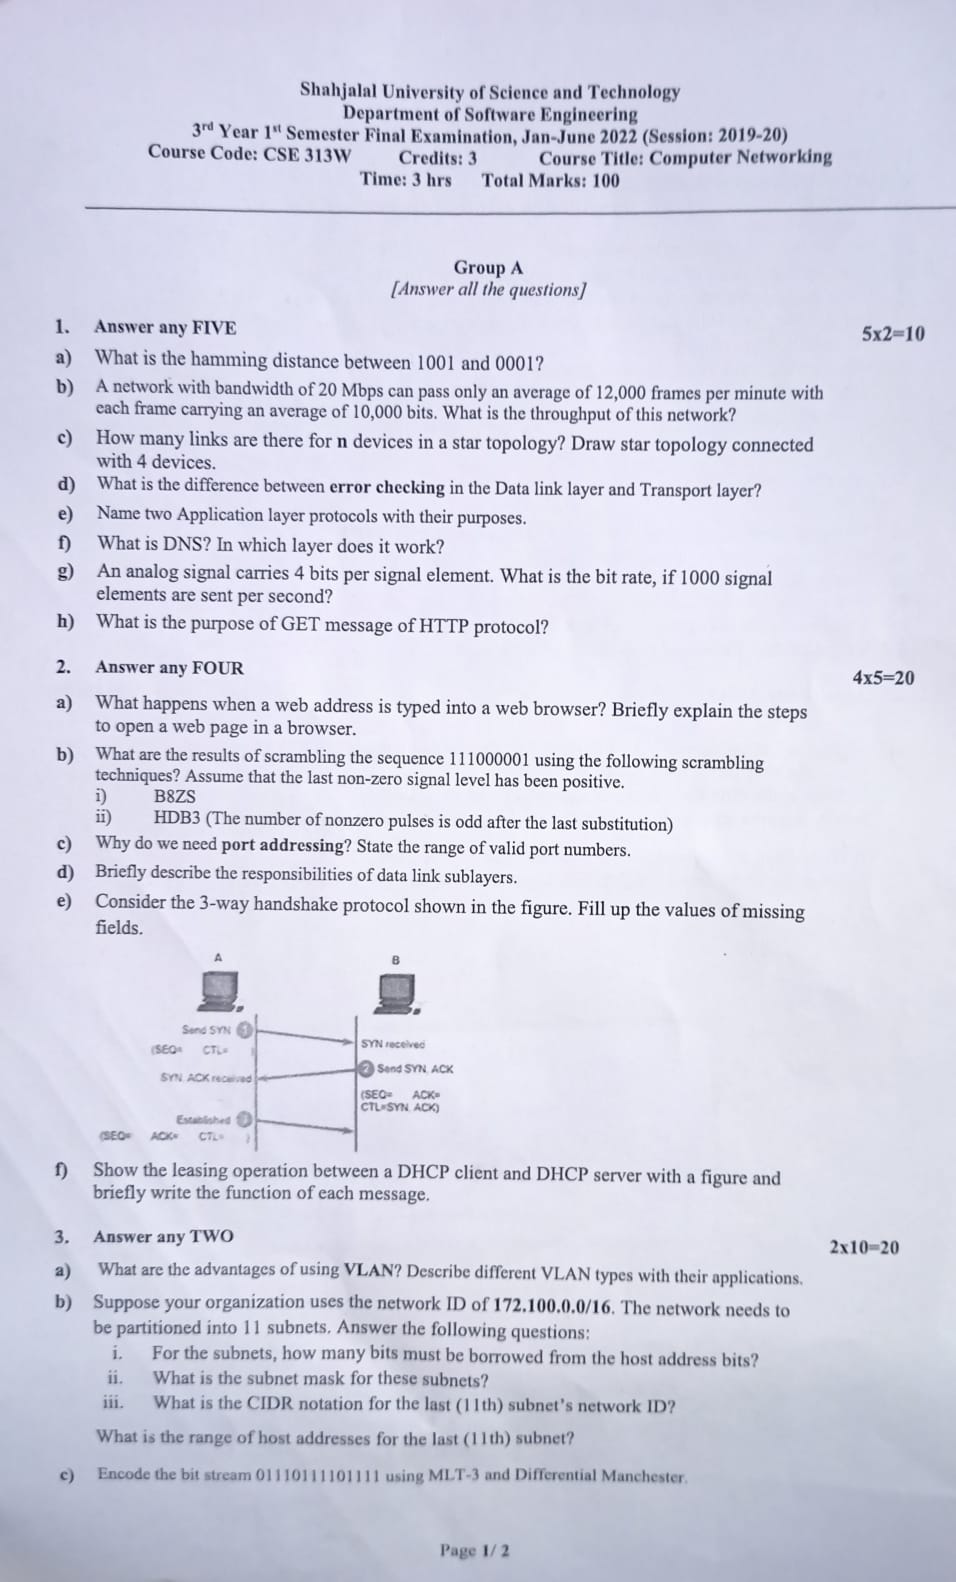 Shahjalal University of Science and Technology
Department of Software Engineering
3rd Year 1st Semester Final Examination, Jan-June 2022 (Session: 2019-20)
Course Code: CSE 313W Credits: 3 Course Title: Computer Networking
Time: 3 hrs Total Marks: 100
Group A
[Answer all the questions]
1. Answer any FIVE 5x2=10
a) What is the hamming distance between 1001 and 0001?
b) A network with bandwidth of 20 Mbps can pass only an average of 12,000 frames per minute with
each frame carrying an average of 10,000 bits. What is the throughput of this network?
c) How many links are there for n devices in a star topology? Draw star topology connected
with 4 devices.
d) What is the difference between error checking in the Data link layer and Transport layer?
e) Name two Application layer protocols with their purposes.
f) What is DNS? In which layer does it work?
g) An analog signal carries 4 bits per signal element. What is the bit rate, if 1000 signal
elements are sent per second?
h) What is the purpose of GET message of HTTP protocol?
2. Answer any FOUR 4x5=20
a) What happens when a web address is typed into a web browser? Briefly explain the steps
to open a web page in a browser.
b) What are the results of scrambling the sequence 111000001 using the following scrambling
techniques? Assume that the last non-zero signal level has been positive.
i) B8ZS
ii) HDB3 (The number of nonzero pulses is odd after the last substitution)
c) Why do we need port addressing? State the range of valid port numbers.
d) Briefly describe the responsibilities of data link sublayers.
e) Consider the 3-way handshake protocol shown in the figure. Fill up the values of missing
fields.
A B
Send SYN 1
SYN received
(SEQ= CTL= )
2 Send SYN, ACK
SYN, ACK received
(SEQ= ACK=
CTL=SYN, ACK)
Established 3
(SEQ= ACK= CTL= )
f) Show the leasing operation between a DHCP client and DHCP server with a figure and
briefly write the function of each message.
3. Answer any TWO 2x10=20
a) What are the advantages of using VLAN? Describe different VLAN types with their applications.
b) Suppose your organization uses the network ID of 172.100.0.0/16. The network needs to
be partitioned into 11 subnets. Answer the following questions:
i. For the subnets, how many bits must be borrowed from the host address bits?
ii. What is the subnet mask for these subnets?
iii. What is the CIDR notation for the last (11th) subnet's network ID?
What is the range of host addresses for the last (11th) subnet?
c) Encode the bit stream 01110111101111 using MLT-3 and Differential Manchester.
Page 1/ 2